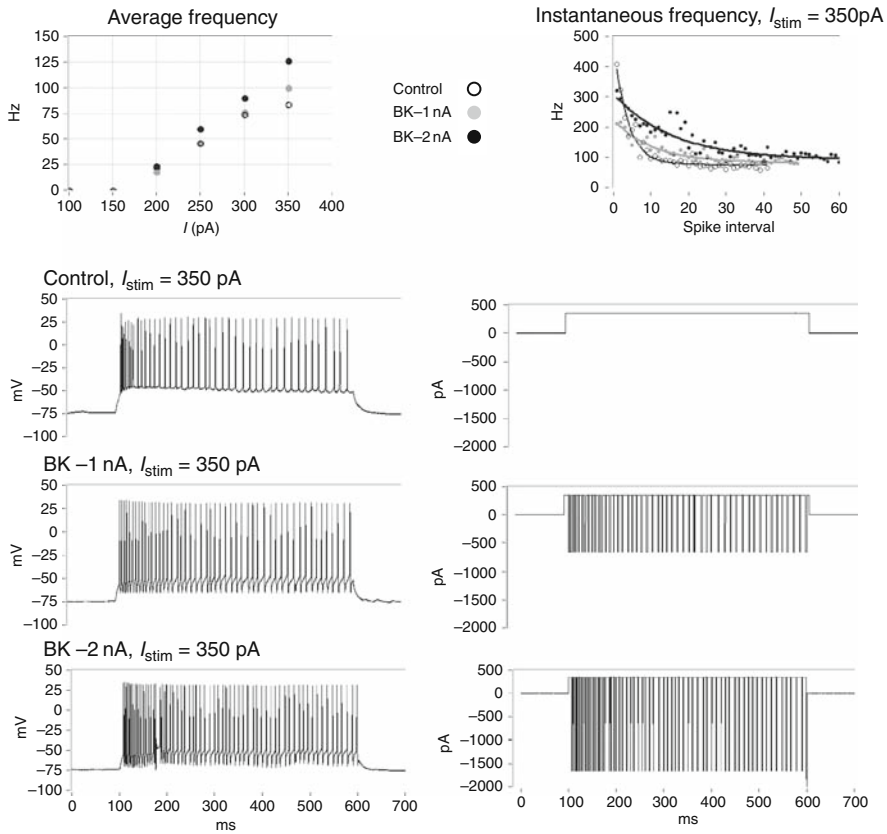 Average frequency
Instantaneous frequency, Istim = 350pA
Hz
150
125
100
75
50
25
0
100 150 200 250 300 350 400
I (pA)
Control
BK–1 nA
BK–2 nA
Hz
500
400
300
200
100
0
0 10 20 30 40 50 60
Spike interval
Control, Istim = 350 pA
mV
50
25
0
−25
−50
−75
−100
pA
500
0
−500
−1000
−1500
−2000
BK –1 nA, Istim = 350 pA
mV
50
25
0
−25
−50
−75
−100
pA
500
0
−500
−1000
−1500
−2000
BK –2 nA, Istim = 350 pA
mV
50
25
0
−25
−50
−75
−100
0 100 200 300 400 500 600 700
ms
pA
500
0
−500
−1000
−1500
−2000
0 100 200 300 400 500 600 700
ms